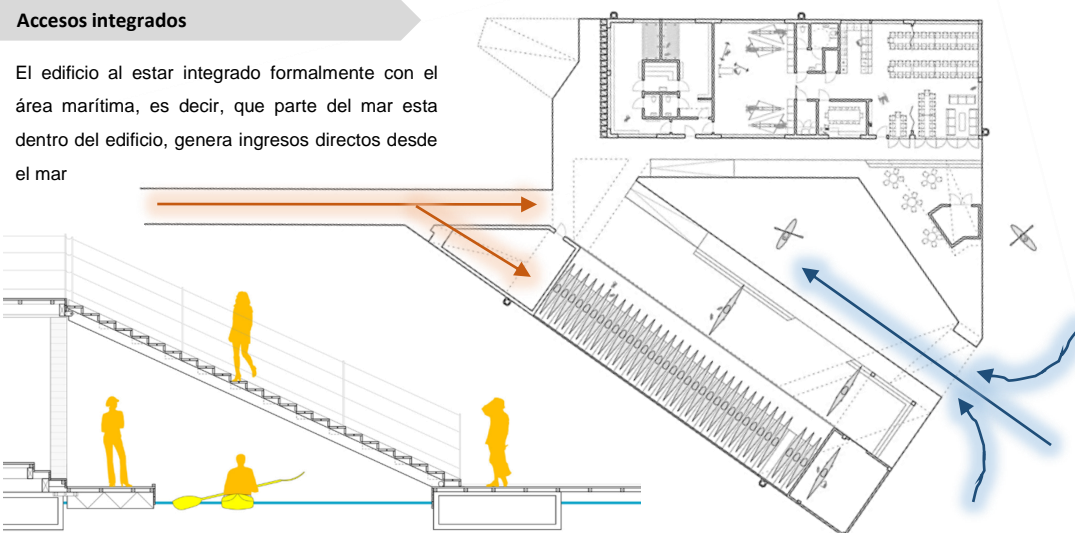 Accesos integrados
El edificio al estar integrado formalmente con el
área marítima, es decir, que parte del mar esta
dentro del edificio, genera ingresos directos desde
el mar